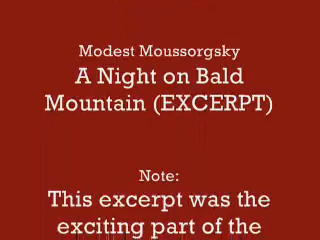 Modest Moussorgsky
A Night on Bald
Mountain (EXCERPT)
Note:
This excerpt was the
exciting part of the